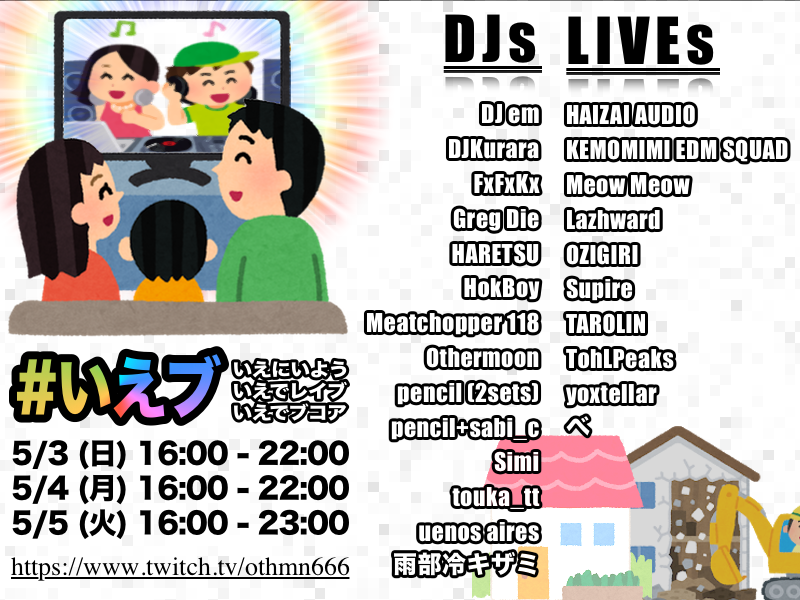 DJs
DJ em
DJKurara
FxFxKx
Greg Die
HARETSU
HokBoy
Meatchopper 118
Othermoon
pencil (2sets)
pencil+sabi_c
Simi
touka_tt
uenos aires
雨部冷キザミ
LIVEs
HAIZAI AUDIO
KEMOMIMI EDM SQUAD
Meow Meow
Lazhward
OZIGIRI
Supire
TAROLIN
TohLPeaks
yoxtellar
べ
#いえブ
いえにいよう
いえでレイブ
いえでブコア
5/3 (日) 16:00 - 22:00
5/4 (月) 16:00 - 22:00
5/5 (火) 16:00 - 23:00
https://www.twitch.tv/othmn666